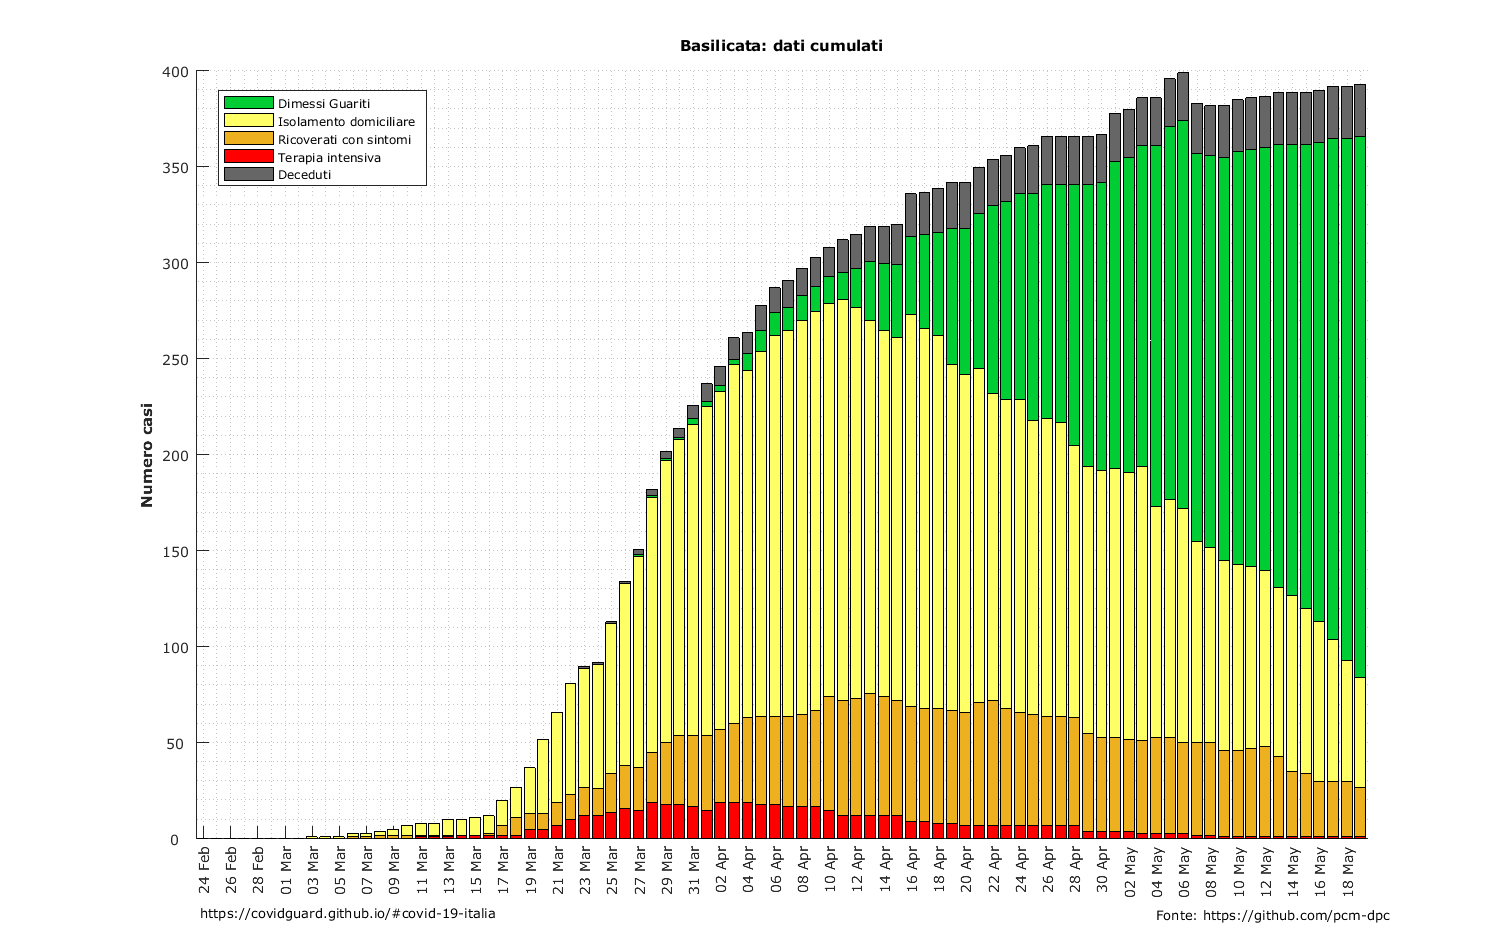 Basilicata: dati cumulati
Numero casi
400
350
300
250
200
150
100
50
0
Dimessi Guariti
Isolamento domiciliare
Ricoverati con sintomi
Terapia intensiva
Deceduti
24 Feb
26 Feb
28 Feb
01 Mar
03 Mar
05 Mar
07 Mar
09 Mar
11 Mar
13 Mar
15 Mar
17 Mar
19 Mar
21 Mar
23 Mar
25 Mar
27 Mar
29 Mar
31 Mar
02 Apr
04 Apr
06 Apr
08 Apr
10 Apr
12 Apr
14 Apr
16 Apr
18 Apr
20 Apr
22 Apr
24 Apr
26 Apr
28 Apr
30 Apr
02 May
04 May
06 May
08 May
10 May
12 May
14 May
16 May
18 May
https://covidguard.github.io/#covid-19-italia
Fonte: https://github.com/pcm-dpc